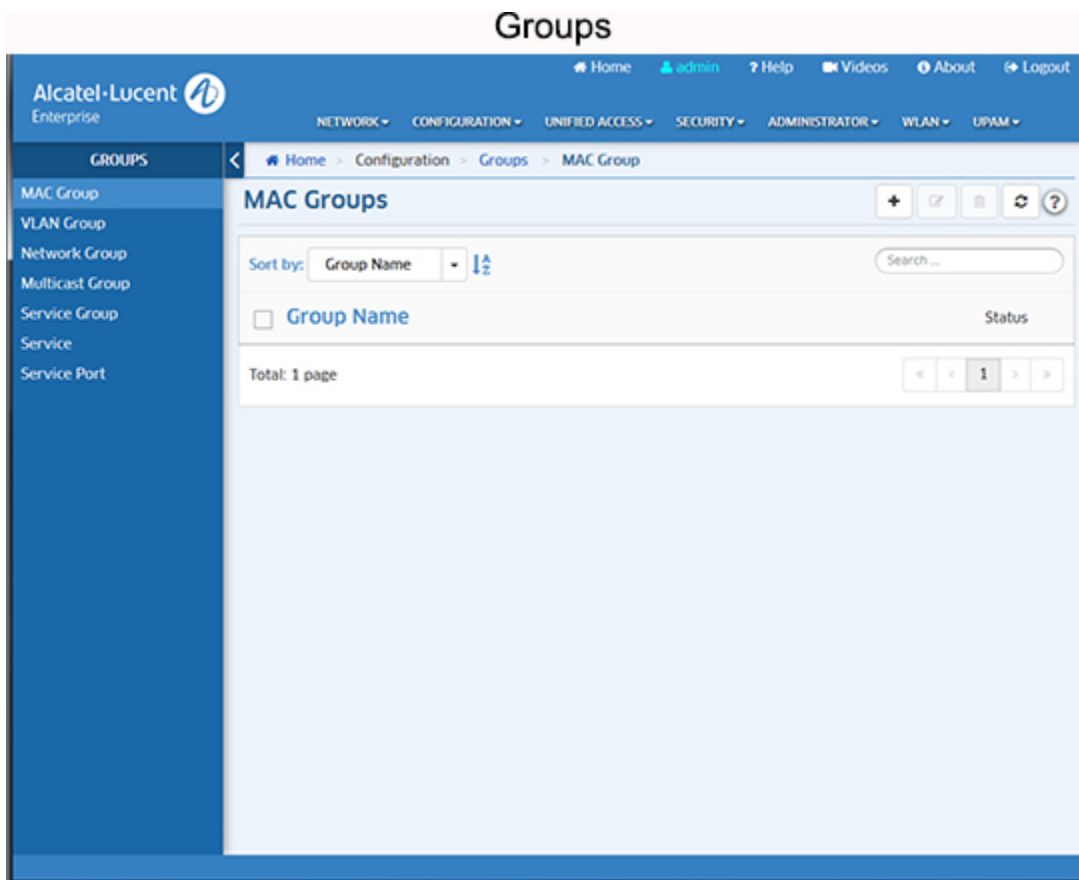 Groups
Home admin ? Help Videos About Logout
Alcatel·Lucent
Enterprise
NETWORK CONFIGURATION UNIFIED ACCESS SECURITY ADMINISTRATOR WLAN UPAM
GROUPS
< Home > Configuration > Groups > MAC Group
MAC Group
VLAN Group
Network Group
Multicast Group
Service Group
Service
Service Port
MAC Groups
+ ?
Sort by: Group Name A Z
Search ...
Group Name Status
Total: 1 page
« < 1 > »